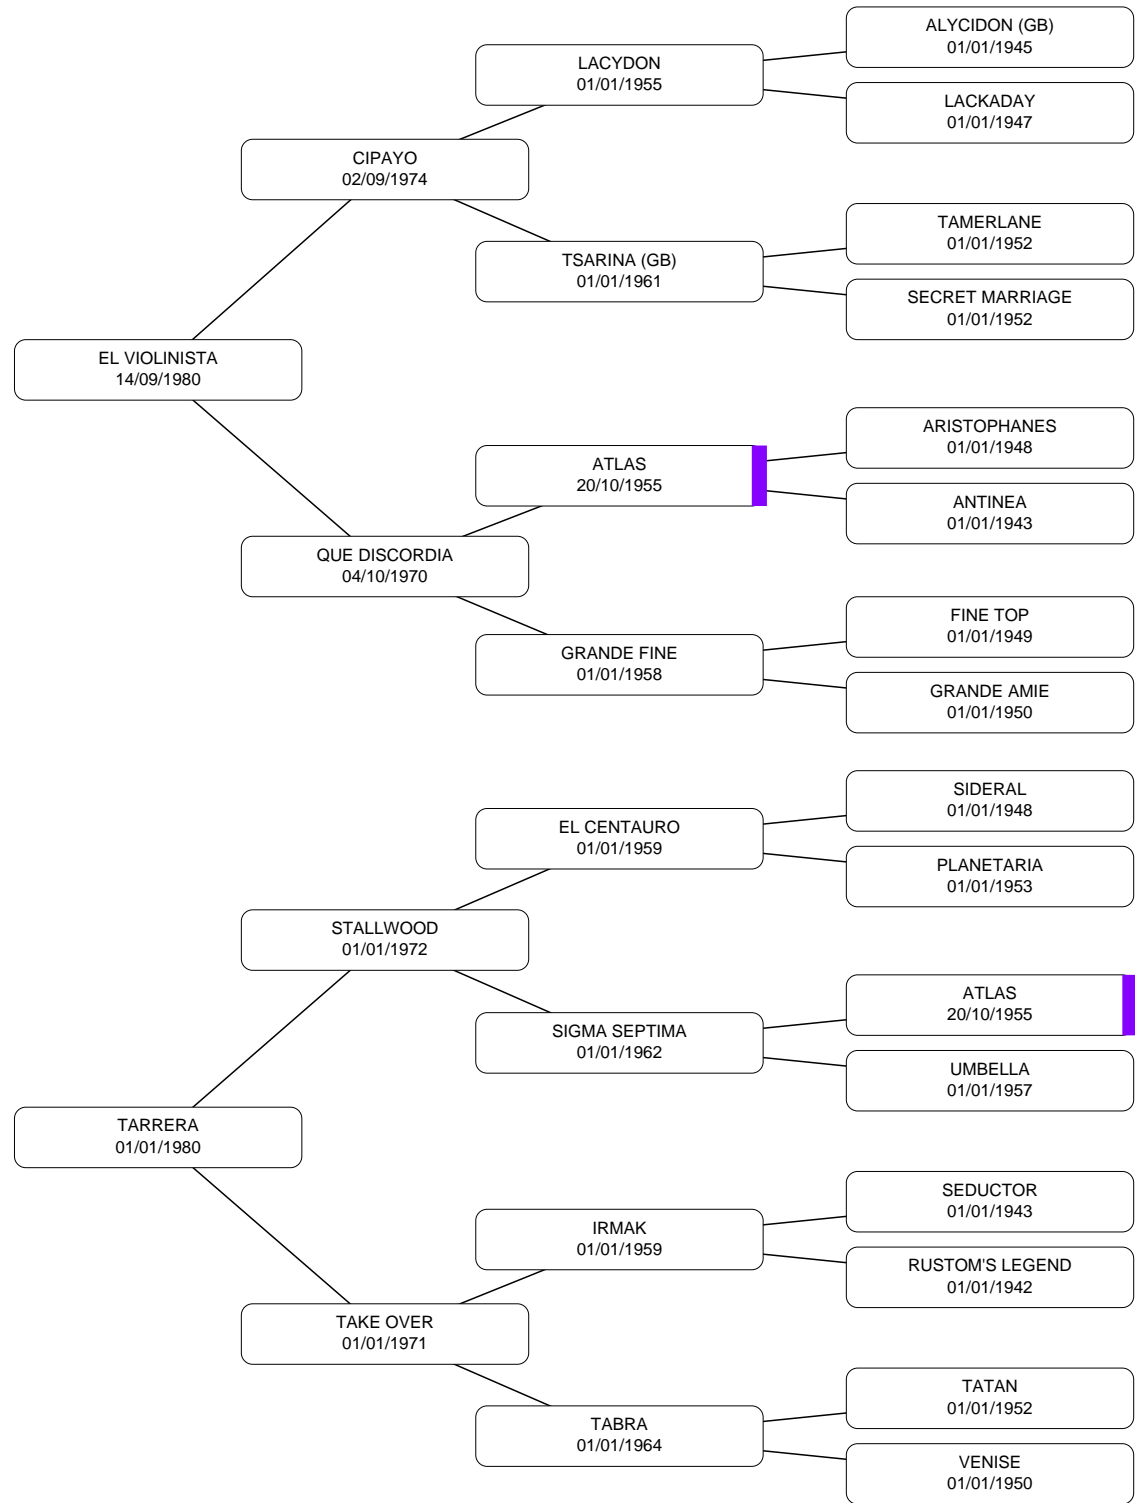 ALYCIDON (GB)
01/01/1945
LACYDON
01/01/1955
LACKADAY
01/01/1947
CIPAYO
02/09/1974
TAMERLANE
01/01/1952
TSARINA (GB)
01/01/1961
SECRET MARRIAGE
01/01/1952
EL VIOLINISTA
14/09/1980
ARISTOPHANES
01/01/1948
ATLAS
20/10/1955
ANTINEA
01/01/1943
QUE DISCORDIA
04/10/1970
FINE TOP
01/01/1949
GRANDE FINE
01/01/1958
GRANDE AMIE
01/01/1950
SIDERAL
01/01/1948
EL CENTAURO
01/01/1959
PLANETARIA
01/01/1953
STALLWOOD
01/01/1972
ATLAS
20/10/1955
SIGMA SEPTIMA
01/01/1962
UMBELLA
01/01/1957
TARRERA
01/01/1980
SEDUCTOR
01/01/1943
IRMAK
01/01/1959
RUSTOM'S LEGEND
01/01/1942
TAKE OVER
01/01/1971
TATAN
01/01/1952
TABRA
01/01/1964
VENISE
01/01/1950